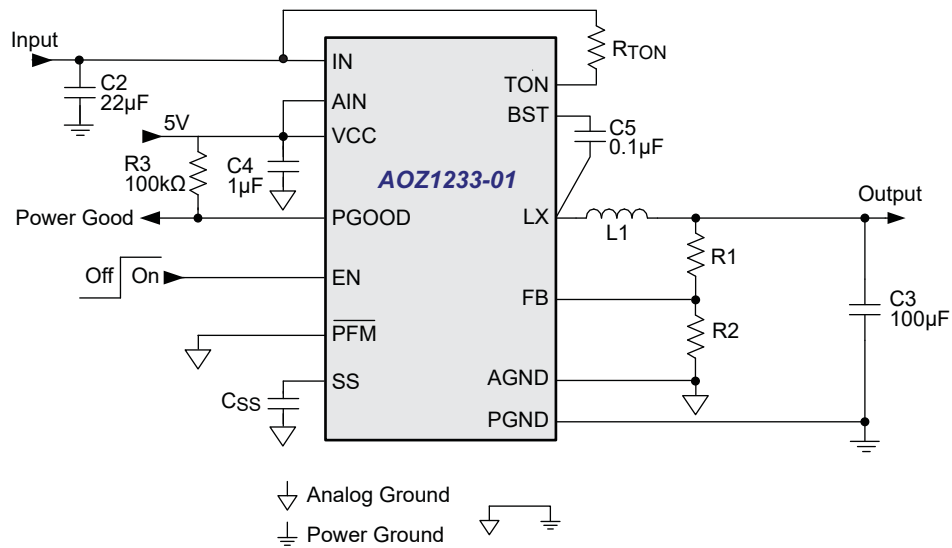 Input
C2
22µF
5V
R3
100kΩ
C4
1µF
Power Good
Off On
CSS
IN
AIN
VCC
PGOOD
EN
PFM
SS
AOZ1233-01
TON
BST
LX
FB
AGND
PGND
RTON
C5
0.1µF
L1
R1
R2
Output
C3
100µF
Analog Ground
Power Ground